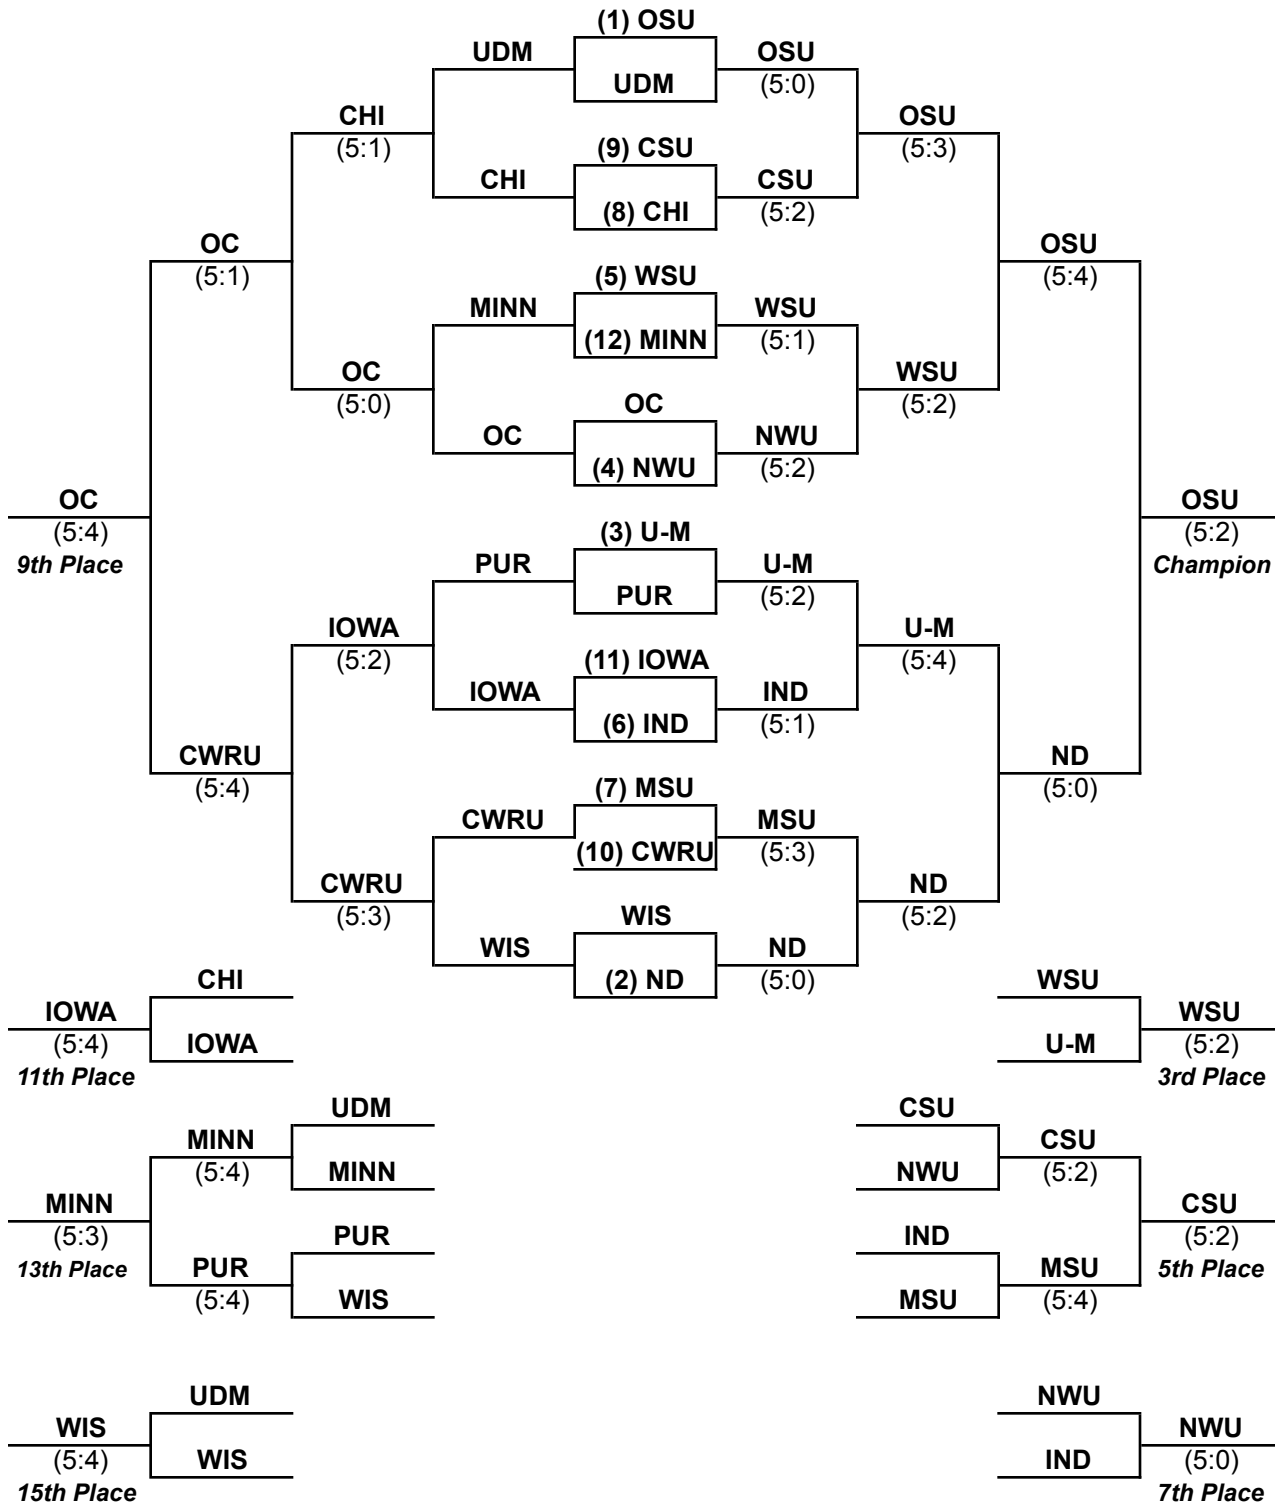 (1) OSU
UDM OSU
UDM (5:0)
CHI OSU
(5:1) (9) CSU (5:3)
CHI CSU
(8) CHI (5:2)
OC OSU
(5:1) (5) WSU (5:4)
MINN WSU
(12) MINN (5:1)
OC WSU
(5:0) OC (5:2)
OC NWU
(4) NWU (5:2)
OC OSU
(5:4) (3) U-M (5:2)
9th Place PUR U-M Champion
PUR (5:2)
IOWA U-M
(5:2) (11) IOWA (5:4)
IOWA IND
(6) IND (5:1)
CWRU ND
(5:4) (7) MSU (5:0)
CWRU MSU
(10) CWRU (5:3)
CWRU ND
(5:3) WIS (5:2)
WIS ND
CHI (2) ND (5:0) WSU
IOWA WSU
(5:4) IOWA U-M (5:2)
11th Place 3rd Place
UDM CSU
MINN CSU
(5:4) MINN NWU (5:2)
MINN CSU
(5:3) PUR IND (5:2)
13th Place PUR MSU 5th Place
(5:4) WIS MSU (5:4)
UDM NWU
WIS NWU
(5:4) WIS IND (5:0)
15th Place 7th Place